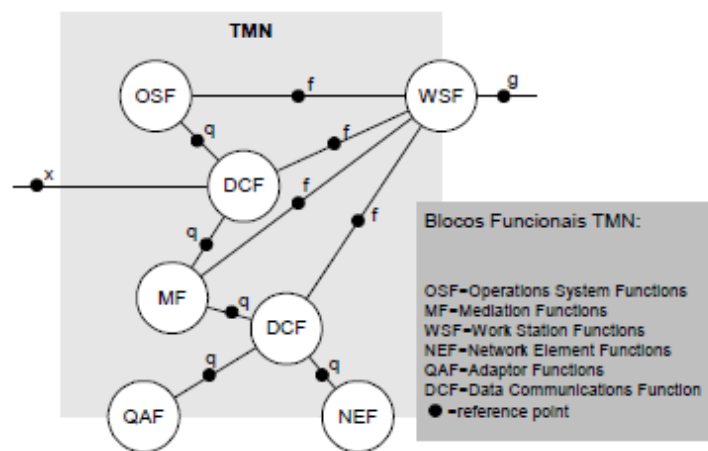 TMN
OSF
f
WSF
g
q
f
x
DCF
f
f
q
MF
q
DCF
q
q
QAF
NEF
Blocos Funcionais TMN:
OSF=Operations System Functions
MF=Mediation Functions
WSF=Work Station Functions
NEF=Network Element Functions
QAF=Adaptor Functions
DCF=Data Communications Function
=reference point